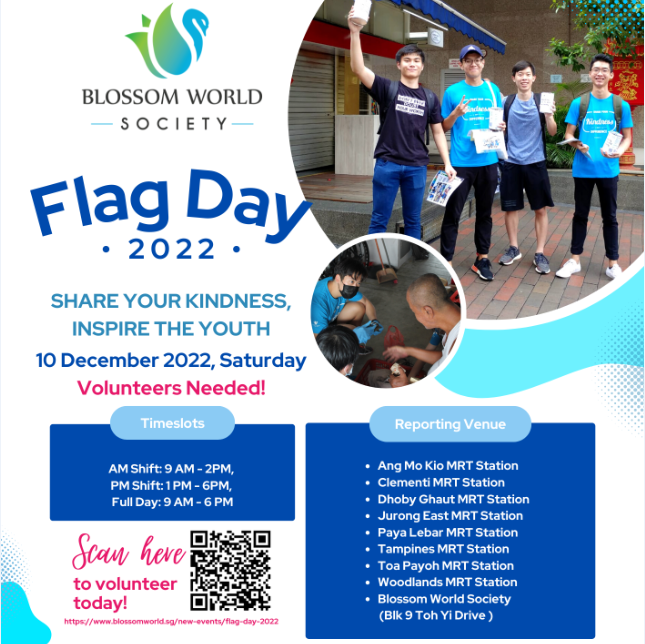 BLOSSOM WORLD
SOCIETY
Flag Day
• 2022 •
SHARE YOUR KINDNESS,
INSPIRE THE YOUTH
10 December 2022, Saturday
Volunteers Needed!
Timeslots
AM Shift: 9 AM - 2PM,
PM Shift: 1 PM - 6PM,
Full Day: 9 AM - 6 PM
Scan here
to volunteer
today!
https://www.blossomworld.sg/new-events/flag-day-2022
Reporting Venue
• Ang Mo Kio MRT Station
• Clementi MRT Station
• Dhoby Ghaut MRT Station
• Jurong East MRT Station
• Paya Lebar MRT Station
• Tampines MRT Station
• Toa Payoh MRT Station
• Woodlands MRT Station
• Blossom World Society
(Blk 9 Toh Yi Drive )
Kindness
Kindness